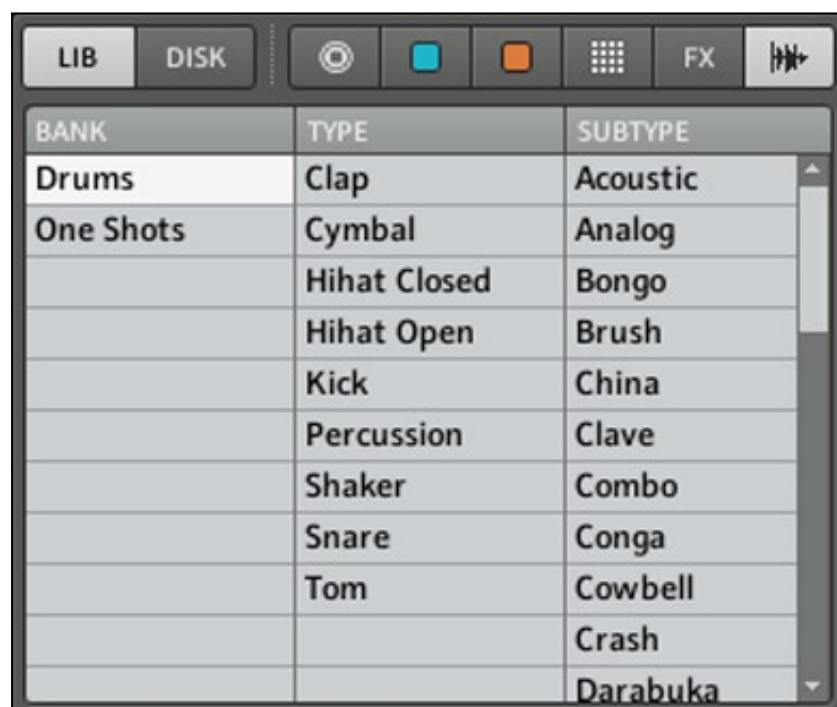 LIB DISK FX
BANK TYPE SUBTYPE
Drums Clap Acoustic
One Shots Cymbal Analog
Hihat Closed Bongo
Hihat Open Brush
Kick China
Percussion Clave
Shaker Combo
Snare Conga
Tom Cowbell
Crash
Darabuka